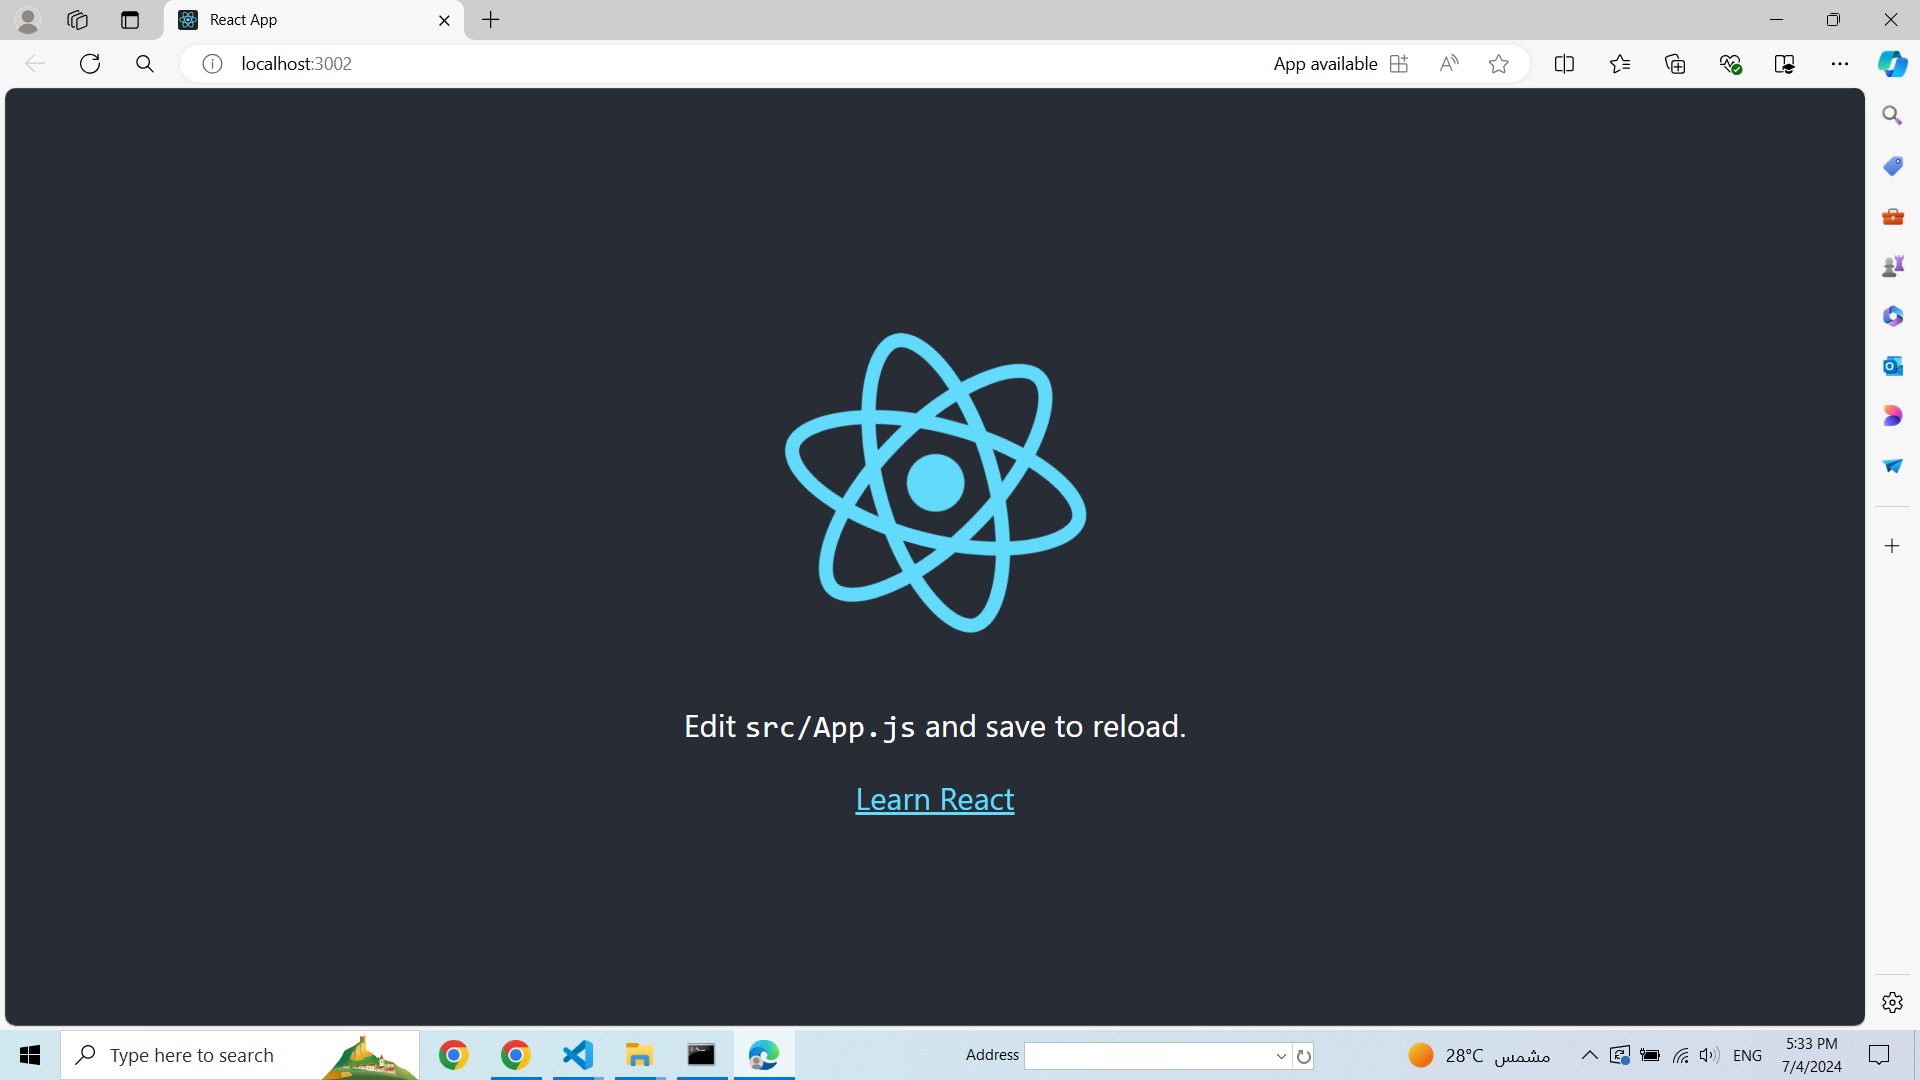 React App
localhost:3002
App available
Edit src/App.js and save to reload.
Learn React
Type here to search
Address
28°C مشمس
ENG
5:33 PM
7/4/2024